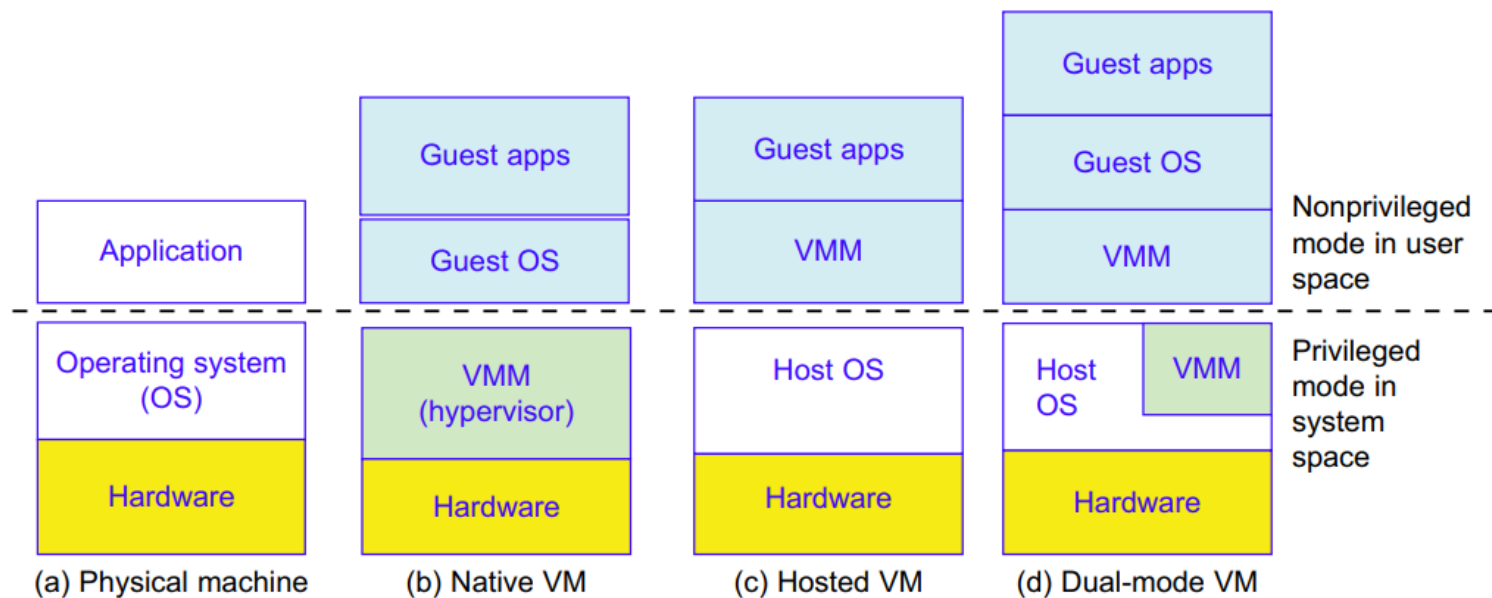 Application
Operating system
(OS)
Hardware
(a) Physical machine
Guest apps
Guest OS
VMM
(hypervisor)
Hardware
(b) Native VM
Guest apps
VMM
Host OS
Hardware
(c) Hosted VM
Guest apps
Guest OS
VMM
Host
OS
VMM
Hardware
(d) Dual-mode VM
Nonprivileged
mode in user
space
Privileged
mode in
system
space